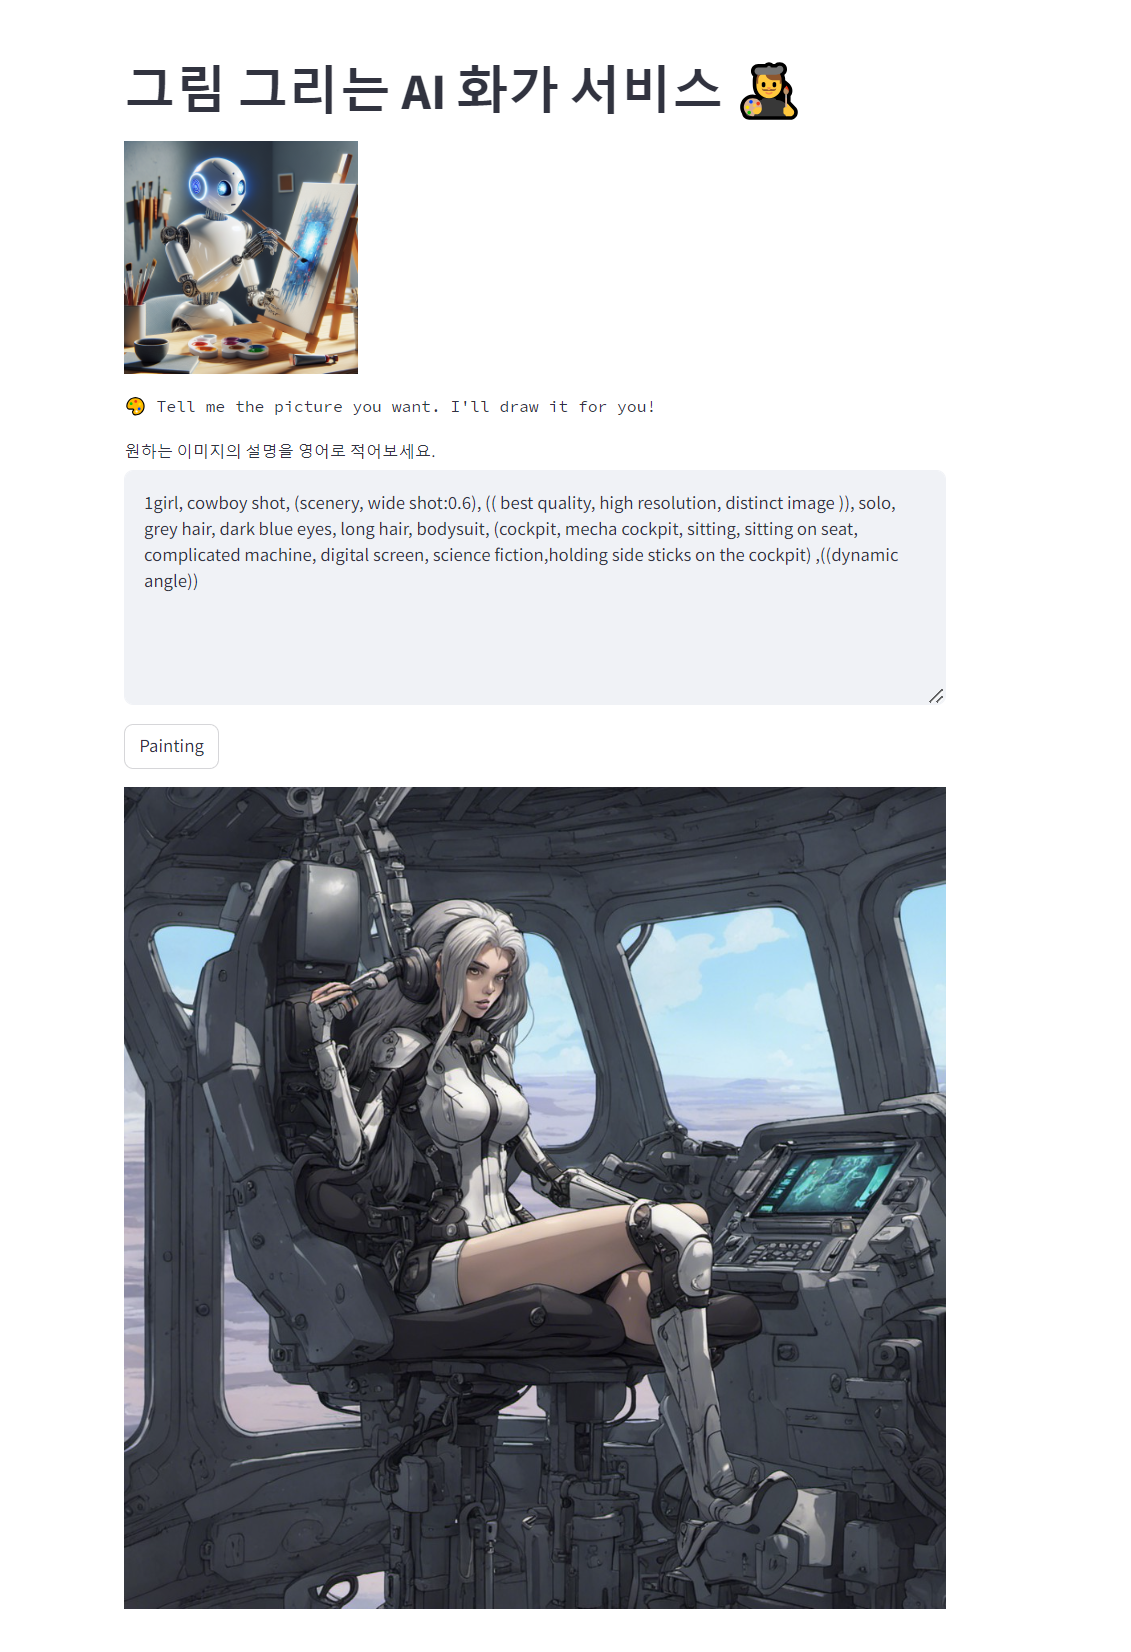 그림 그리는 AI 화가 서비스 🧑‍🎨
🎨 Tell me the picture you want. I'll draw it for you!
원하는 이미지의 설명을 영어로 적어보세요.
1girl, cowboy shot, (scenery, wide shot:0.6), (( best quality, high resolution, distinct image )), solo,
grey hair, dark blue eyes, long hair, bodysuit, (cockpit, mecha cockpit, sitting, sitting on seat,
complicated machine, digital screen, science fiction,holding side sticks on the cockpit) ,((dynamic
angle))
Painting